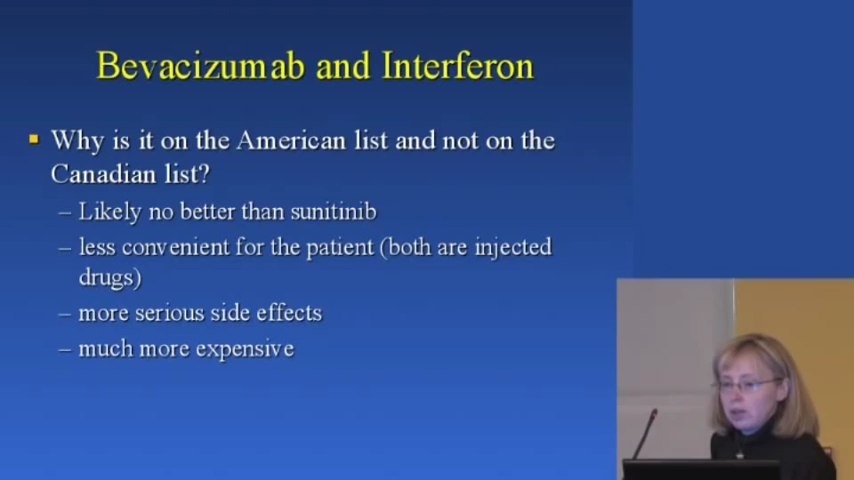 Bevacizumab and Interferon
Why is it on the American list and not on the
Canadian list?
– Likely no better than sunitinib
– less convenient for the patient (both are injected
drugs)
– more serious side effects
– much more expensive